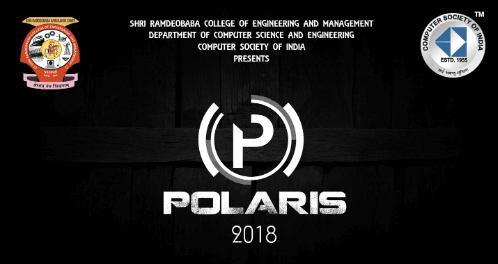 SHRI RAMDEOBABA COLLEGE OF ENGINEERING AND MANAGEMENT
DEPARTMENT OF COMPUTER SCIENCE AND ENGINEERING
COMPUTER SOCIETY OF INDIA
PRESENTS
COMPUTER SOCIETY OF INDIA
TM
ESTD. 1965
P
POLARIS
2018